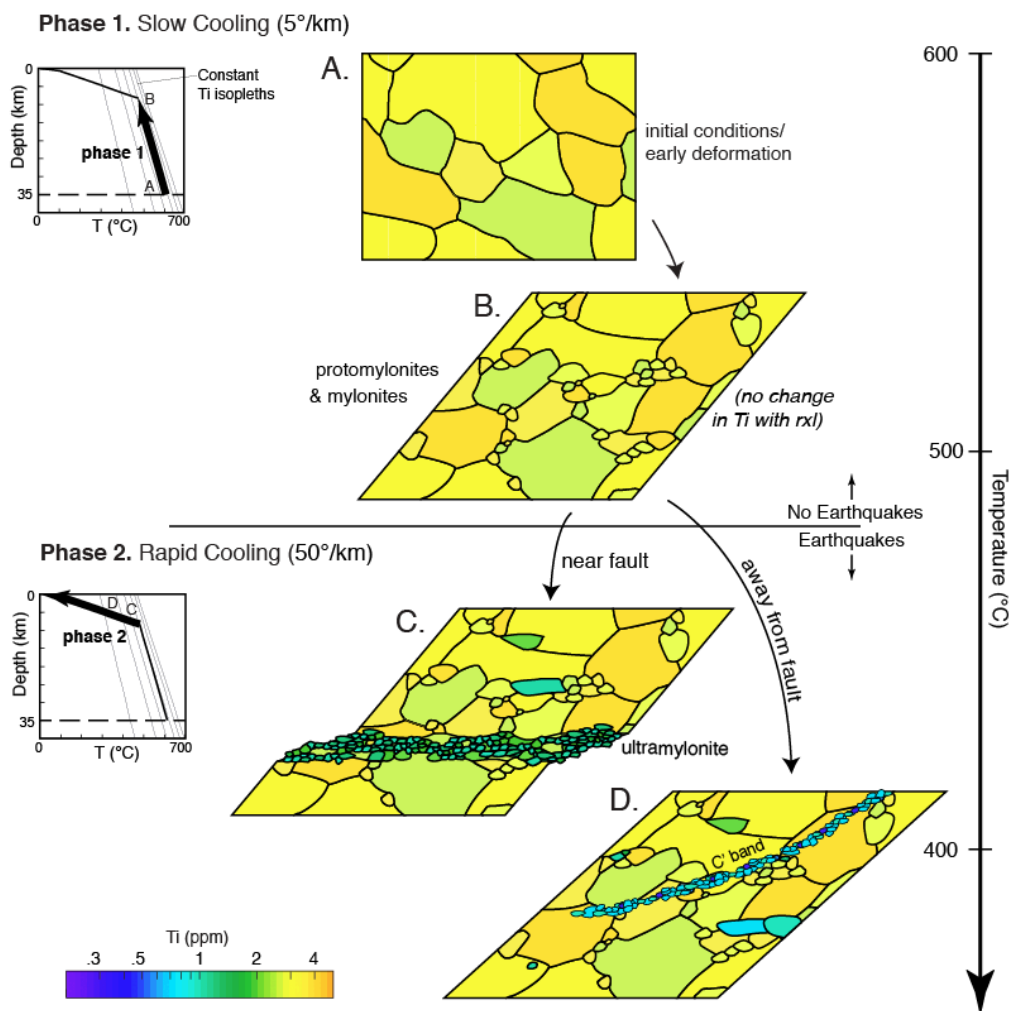 Phase 1. Slow Cooling (5°/km)
0
Depth (km)
35
phase 1
A
B
0
700
T (°C)
Constant
Ti isopleths
A.
initial conditions/
early deformation
600
B.
protomylonites
& mylonites
(no change
in Ti with rxl)
500
Temperature (°C)
No Earthquakes
Earthquakes
Phase 2. Rapid Cooling (50°/km)
0
Depth (km)
35
D
C
phase 2
0
700
T (°C)
near fault
away from fault
C.
ultramylonite
D.
C' band
400
Ti (ppm)
.3 .5 1 2 4